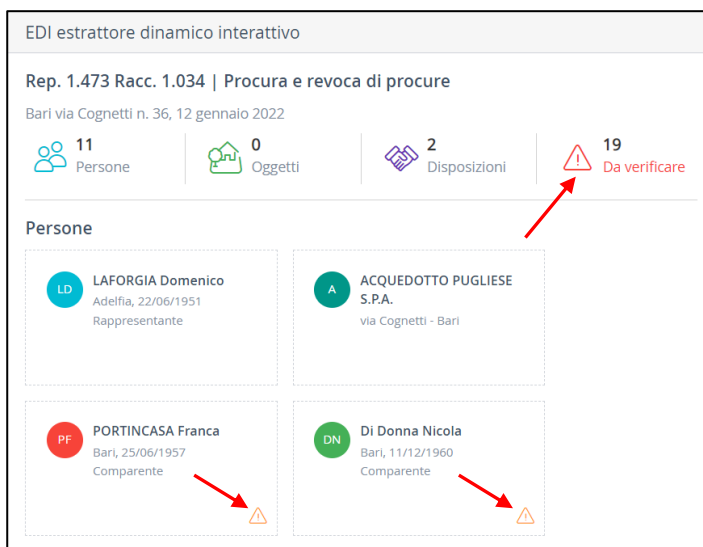 EDI estrattore dinamico interattivo
Rep. 1.473 Racc. 1.034 | Procura e revoca di procure
Bari via Cognetti n. 36, 12 gennaio 2022
11
Persone
0
Oggetti
2
Disposizioni
19
Da verificare
Persone
LD
LAFORGIA Domenico
Adelfia, 22/06/1951
Rappresentante
A
ACQUEDOTTO PUGLIESE
S.P.A.
via Cognetti - Bari
PF
PORTINCASA Franca
Bari, 25/06/1957
Comparente
DN
Di Donna Nicola
Bari, 11/12/1960
Comparente